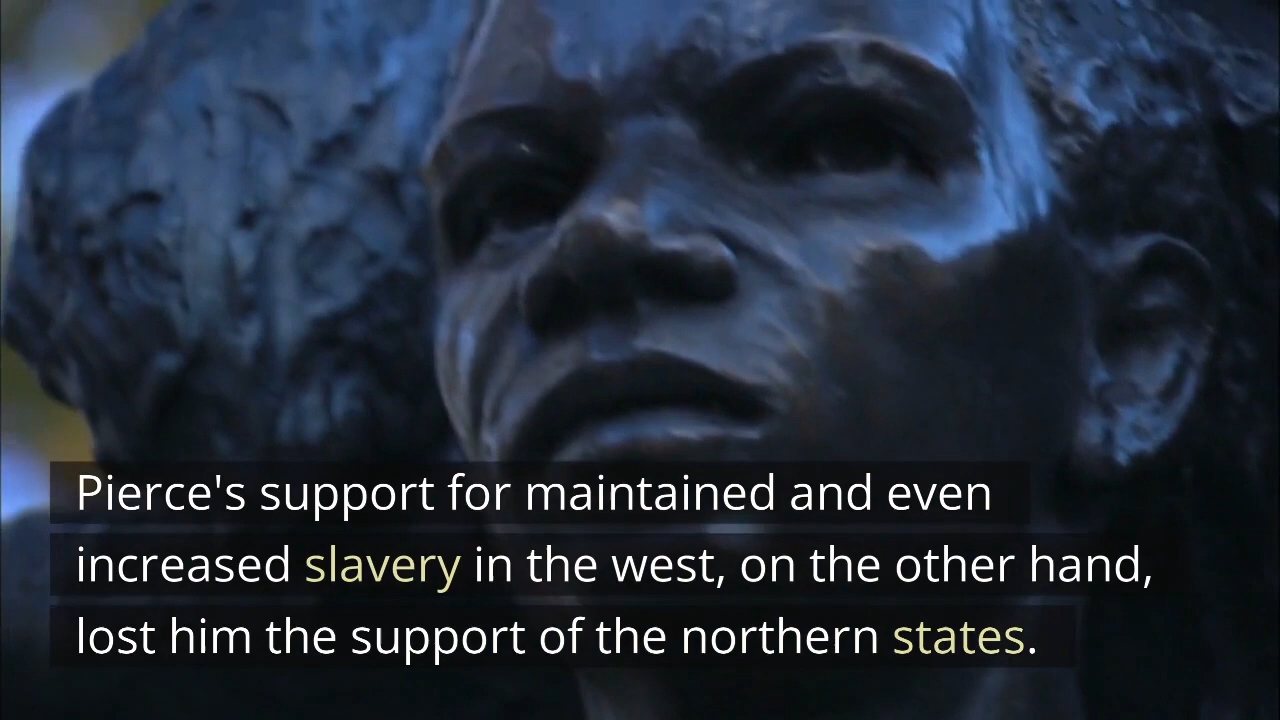 Pierce's support for maintained and even
increased slavery in the west, on the other hand,
lost him the support of the northern states.